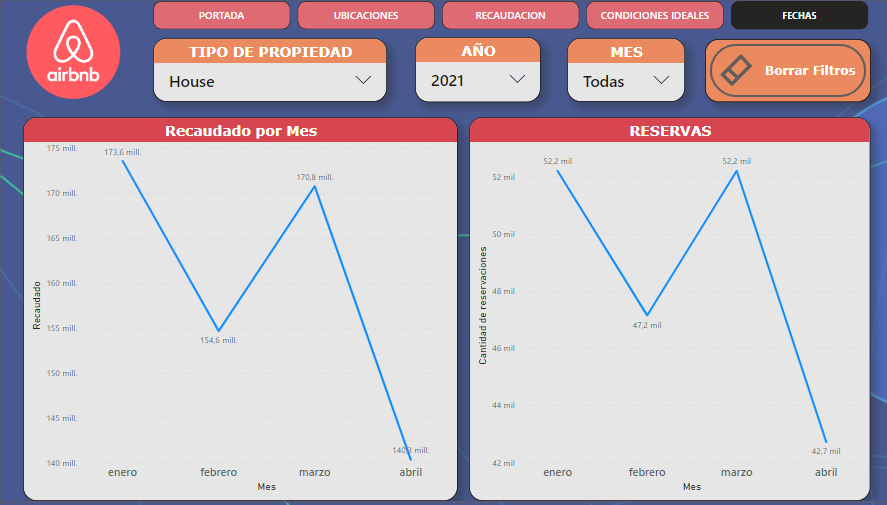 airbnb
PORTADA
UBICACIONES
RECAUDACION
CONDICIONES IDEALES
FECHAS
TIPO DE PROPIEDAD
House
AÑO
2021
MES
Todas
Borrar Filtros
Recaudado por Mes
175 mill.
170 mill.
165 mill.
160 mill.
155 mill.
150 mill.
145 mill.
140 mill.
Recaudado
173,6 mill.
154,6 mill.
170,8 mill.
140,3 mill.
enero
febrero
marzo
abril
Mes
RESERVAS
52 mil
50 mil
48 mil
46 mil
44 mil
42 mil
Cantidad de reservaciones
52,2 mil
47,2 mil
52,2 mil
42,7 mil
enero
febrero
marzo
abril
Mes